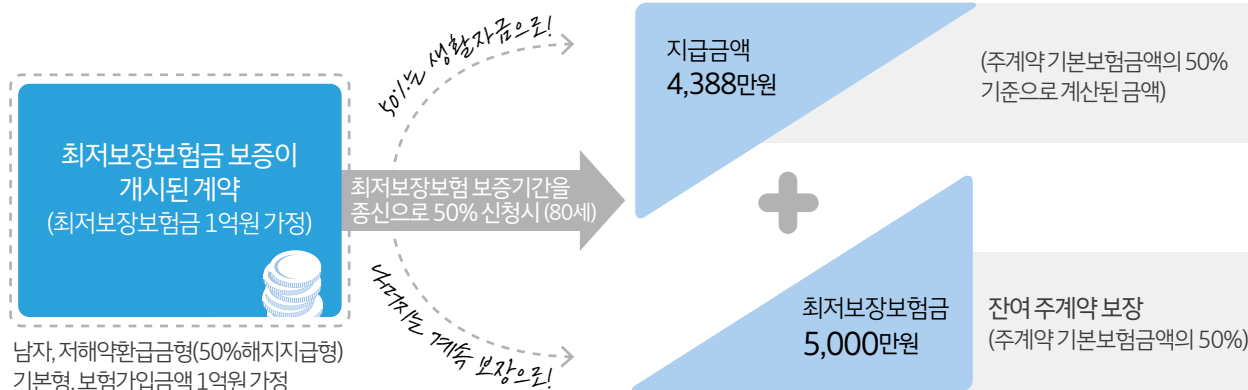 최저보장보험금 보증이
개시된 계약
(최저보장보험금 1억원 가정)
남자, 저해약환급금형(50%해지지급형)
기본형, 보험가입금액 1억원 가정
50%는 생활자금으로!
최저보장보험 보증기간을
종신으로 50% 신청시 (80세)
나머지는 계속 보장으로!
지급금액
4,388만원
(주계약 기본보험금액의 50%
기준으로 계산된 금액)
최저보장보험금
5,000만원
잔여 주계약 보장
(주계약 기본보험금액의 50%)